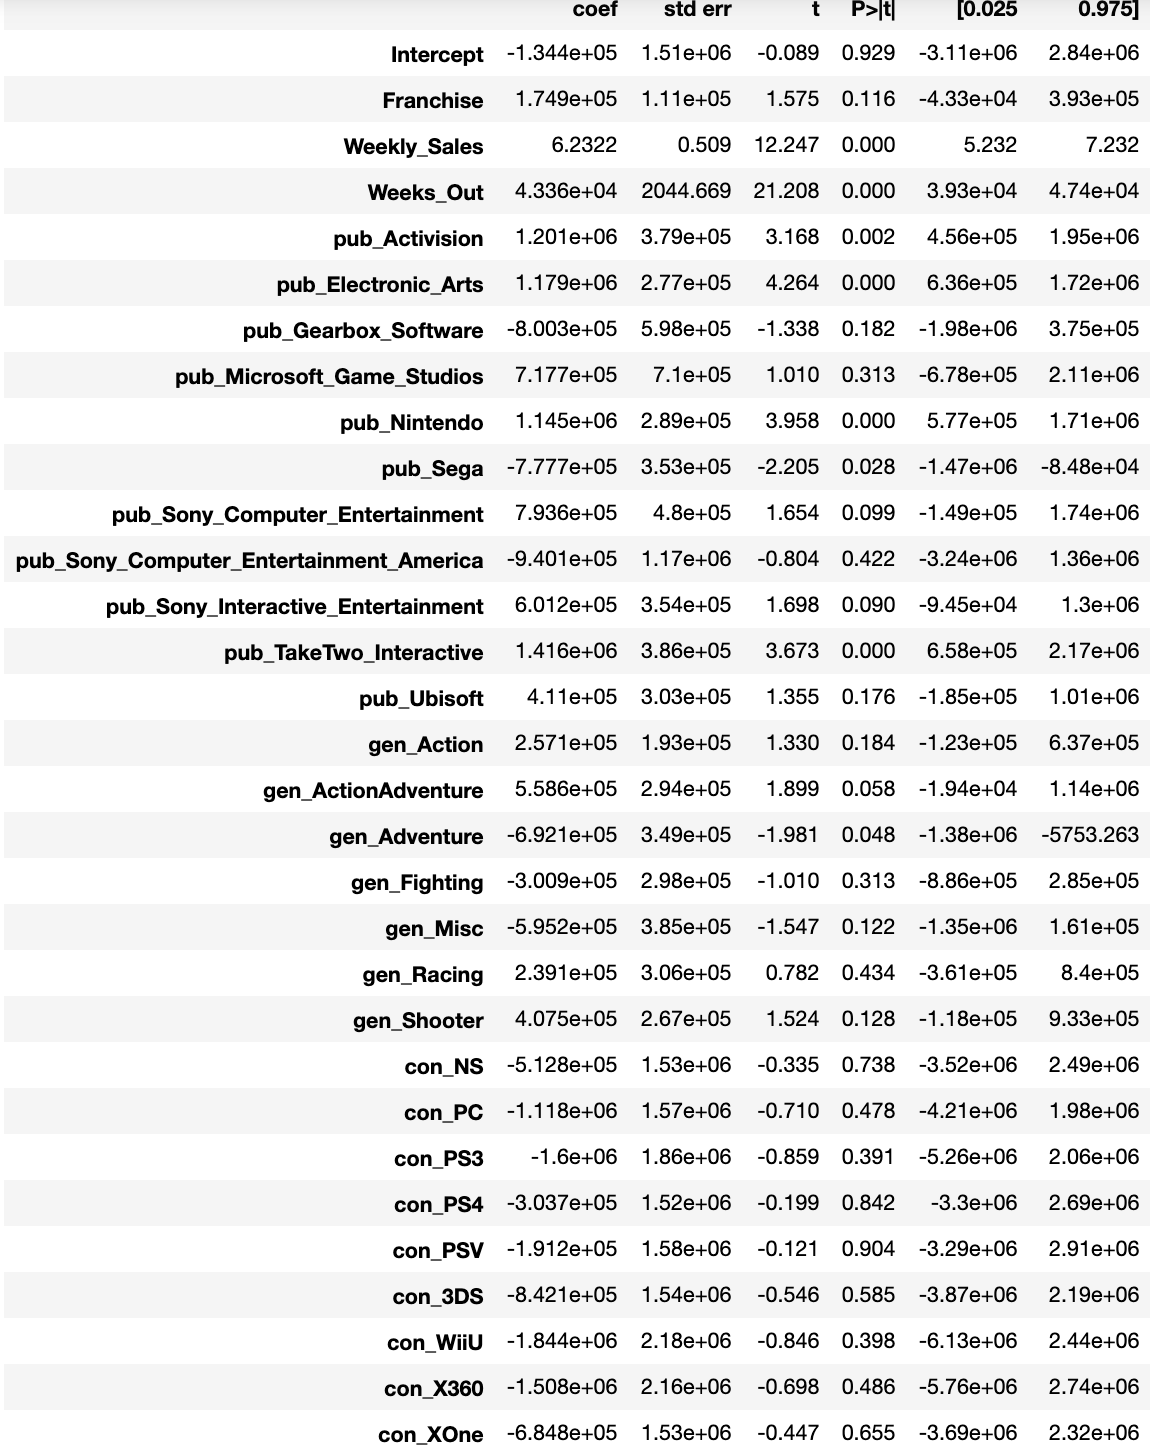 coef std err t P>|t| [0.025 0.975]
Intercept -1.344e+05 1.51e+06 -0.089 0.929 -3.11e+06 2.84e+06
Franchise 1.749e+05 1.11e+05 1.575 0.116 -4.33e+04 3.93e+05
Weekly_Sales 6.2322 0.509 12.247 0.000 5.232 7.232
Weeks_Out 4.336e+04 2044.669 21.208 0.000 3.93e+04 4.74e+04
pub_Activision 1.201e+06 3.79e+05 3.168 0.002 4.56e+05 1.95e+06
pub_Electronic_Arts 1.179e+06 2.77e+05 4.264 0.000 6.36e+05 1.72e+06
pub_Gearbox_Software -8.003e+05 5.98e+05 -1.338 0.182 -1.98e+06 3.75e+05
pub_Microsoft_Game_Studios 7.177e+05 7.1e+05 1.010 0.313 -6.78e+05 2.11e+06
pub_Nintendo 1.145e+06 2.89e+05 3.958 0.000 5.77e+05 1.71e+06
pub_Sega -7.777e+05 3.53e+05 -2.205 0.028 -1.47e+06 -8.48e+04
pub_Sony_Computer_Entertainment 7.936e+05 4.8e+05 1.654 0.099 -1.49e+05 1.74e+06
pub_Sony_Computer_Entertainment_America -9.401e+05 1.17e+06 -0.804 0.422 -3.24e+06 1.36e+06
pub_Sony_Interactive_Entertainment 6.012e+05 3.54e+05 1.698 0.090 -9.45e+04 1.3e+06
pub_TakeTwo_Interactive 1.416e+06 3.86e+05 3.673 0.000 6.58e+05 2.17e+06
pub_Ubisoft 4.11e+05 3.03e+05 1.355 0.176 -1.85e+05 1.01e+06
gen_Action 2.571e+05 1.93e+05 1.330 0.184 -1.23e+05 6.37e+05
gen_ActionAdventure 5.586e+05 2.94e+05 1.899 0.058 -1.94e+04 1.14e+06
gen_Adventure -6.921e+05 3.49e+05 -1.981 0.048 -1.38e+06 -5753.263
gen_Fighting -3.009e+05 2.98e+05 -1.010 0.313 -8.86e+05 2.85e+05
gen_Misc -5.952e+05 3.85e+05 -1.547 0.122 -1.35e+06 1.61e+05
gen_Racing 2.391e+05 3.06e+05 0.782 0.434 -3.61e+05 8.4e+05
gen_Shooter 4.075e+05 2.67e+05 1.524 0.128 -1.18e+05 9.33e+05
con_NS -5.128e+05 1.53e+06 -0.335 0.738 -3.52e+06 2.49e+06
con_PC -1.118e+06 1.57e+06 -0.710 0.478 -4.21e+06 1.98e+06
con_PS3 -1.6e+06 1.86e+06 -0.859 0.391 -5.26e+06 2.06e+06
con_PS4 -3.037e+05 1.52e+06 -0.199 0.842 -3.3e+06 2.69e+06
con_PSV -1.912e+05 1.58e+06 -0.121 0.904 -3.29e+06 2.91e+06
con_3DS -8.421e+05 1.54e+06 -0.546 0.585 -3.87e+06 2.19e+06
con_WiiU -1.844e+06 2.18e+06 -0.846 0.398 -6.13e+06 2.44e+06
con_X360 -1.508e+06 2.16e+06 -0.698 0.486 -5.76e+06 2.74e+06
con_XOne -6.848e+05 1.53e+06 -0.447 0.655 -3.69e+06 2.32e+06